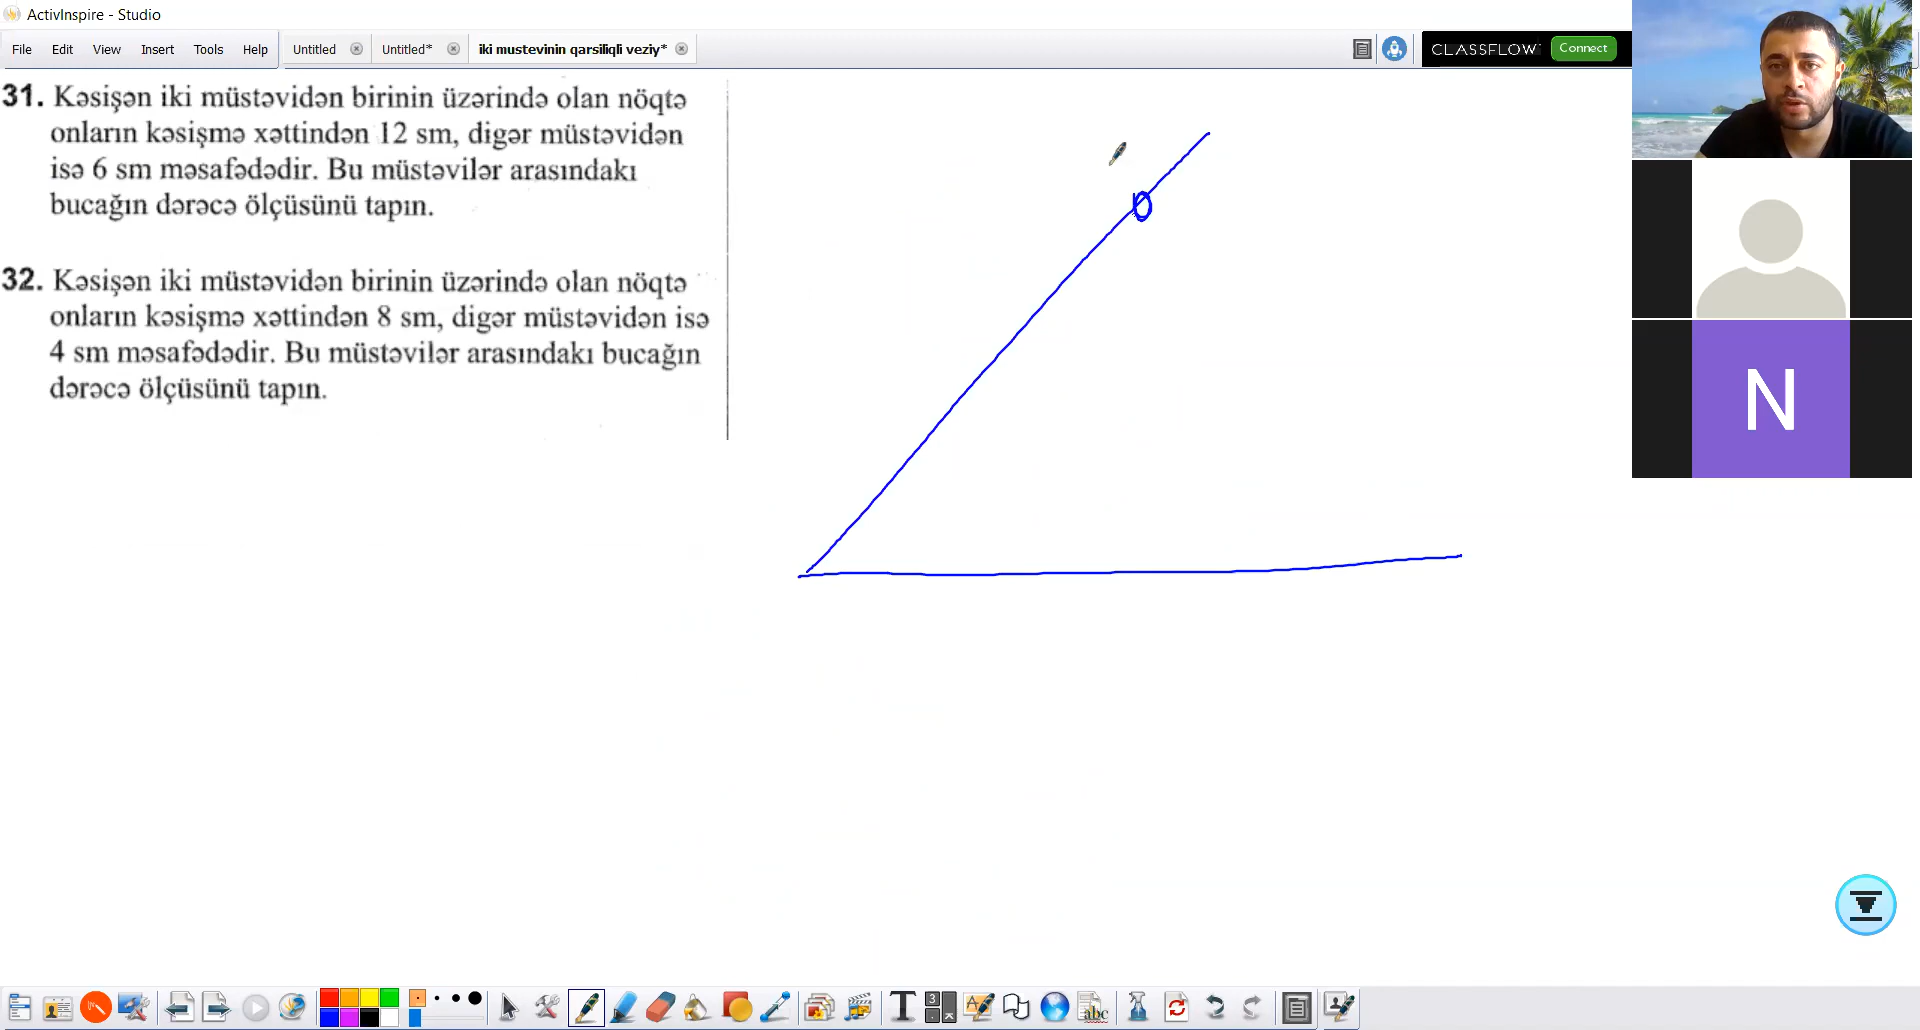 ActivInspire - Studio
File Edit View Insert Tools Help Untitled Untitled* iki mustevinin qarsiliqli veziy* CLASSFLOW Connect
31. Kəsişən iki müstəvidən birinin üzərində olan nöqtə
onların kəsişmə xəttindən 12 sm, digər müstəvidən
isə 6 sm məsafədədir. Bu müstəvilər arasındakı
bucağın dərəcə ölçüsünü tapın.
32. Kəsişən iki müstəvidən birinin üzərində olan nöqtə
onların kəsişmə xəttindən 8 sm, digər müstəvidən isə
4 sm məsafədədir. Bu müstəvilər arasındakı bucağın
dərəcə ölçüsünü tapın.
N
T 3 A abc